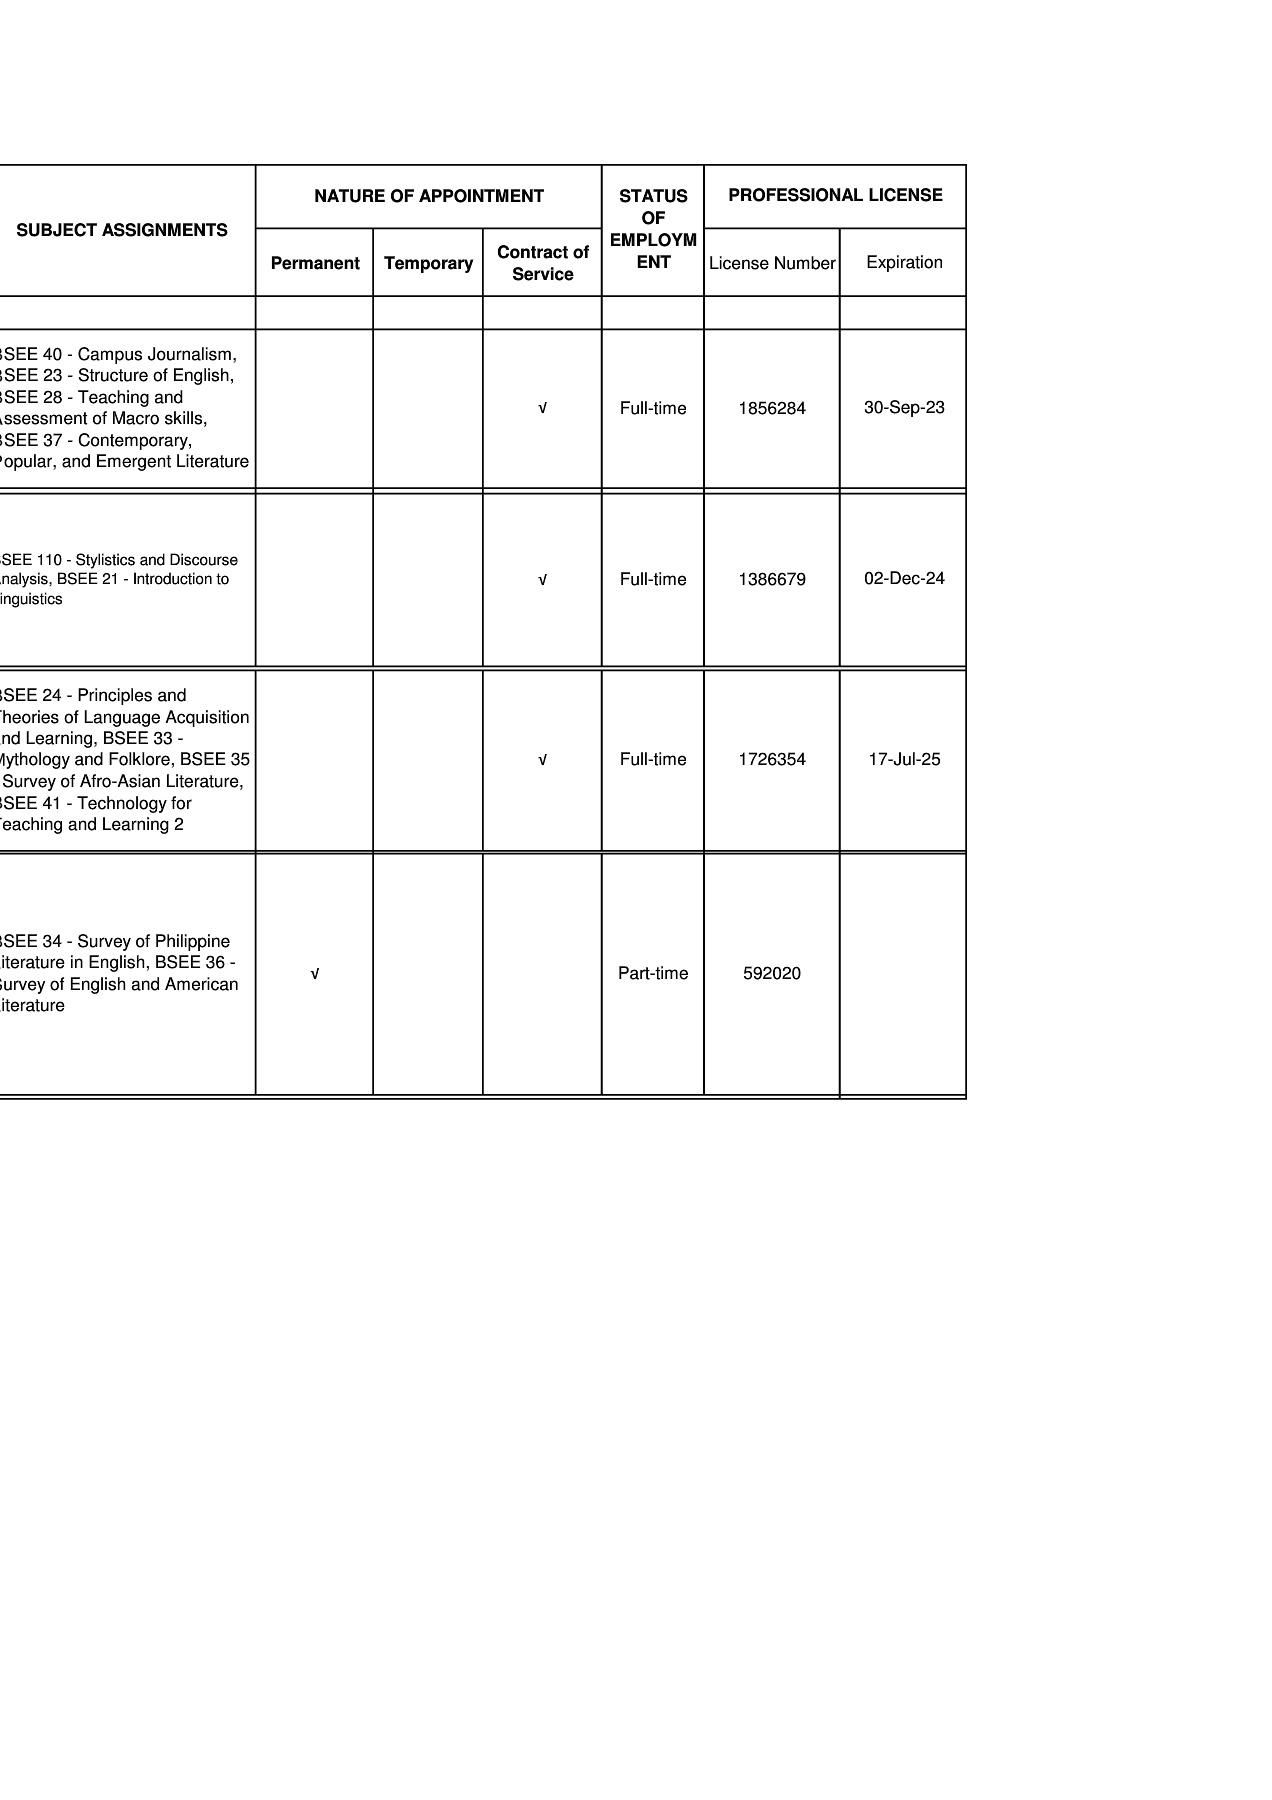 SUBJECT ASSIGNMENTS
NATURE OF APPOINTMENT
STATUS
OF
EMPLOYM
ENT
PROFESSIONAL LICENSE
Permanent
Temporary
Contract of
Service
License Number
Expiration
BSEE 40 - Campus Journalism,
BSEE 23 - Structure of English,
BSEE 28 - Teaching and
Assessment of Macro skills,
BSEE 37 - Contemporary,
Popular, and Emergent Literature
√
Full-time
1856284
30-Sep-23
BSEE 110 - Stylistics and Discourse
Analysis, BSEE 21 - Introduction to
Linguistics
√
Full-time
1386679
02-Dec-24
BSEE 24 - Principles and
Theories of Language Acquisition
and Learning, BSEE 33 -
Mythology and Folklore, BSEE 35
Survey of Afro-Asian Literature,
BSEE 41 - Technology for
Teaching and Learning 2
√
Full-time
1726354
17-Jul-25
BSEE 34 - Survey of Philippine
Literature in English, BSEE 36 -
Survey of English and American
Literature
√
Part-time
592020